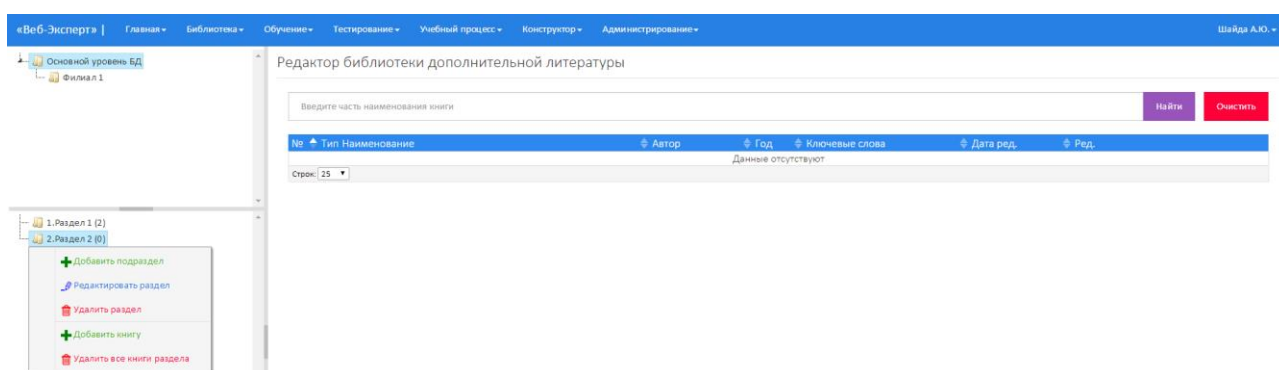 «Веб-Эксперт» | Главная Библиотека Обучение Тестирование Учебный процесс Конструктор Администрирование Шайда А.Ю.
Основной уровень БД
Филиал 1
Редактор библиотеки дополнительной литературы
Введите часть наименования книги Найти Очистить
№ Тип Наименование Автор Год Ключевые слова Дата ред. Ред.
Данные отсутствуют
Строк: 25
1.Раздел 1 (2)
2.Раздел 2 (0)
Добавить подраздел
Редактировать раздел
Удалить раздел
Добавить книгу
Удалить все книги раздела